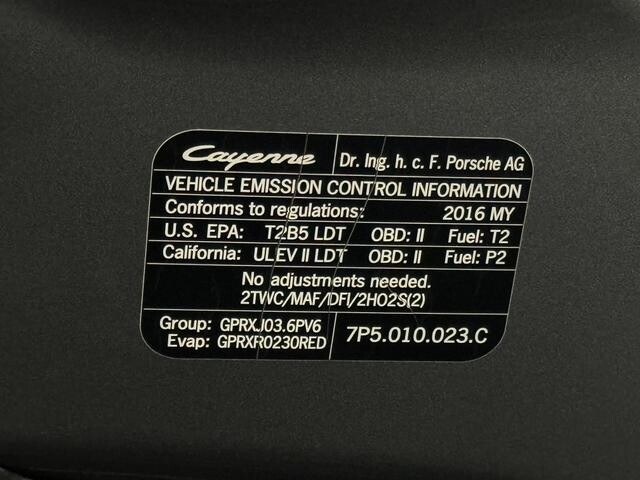 Cayenne Dr. Ing. h. c. F. Porsche AG
VEHICLE EMISSION CONTROL INFORMATION
Conforms to regulations: 2016 MY
U.S. EPA: T2B5 LDT OBD: II Fuel: T2
California: ULEV II LDT OBD: II Fuel: P2
No adjustments needed.
2TWC/MAF/DFI/2HO2S(2)
Group: GPRXJ03.6PV6
Evap: GPRXR0230RED
7P5.010.023.C